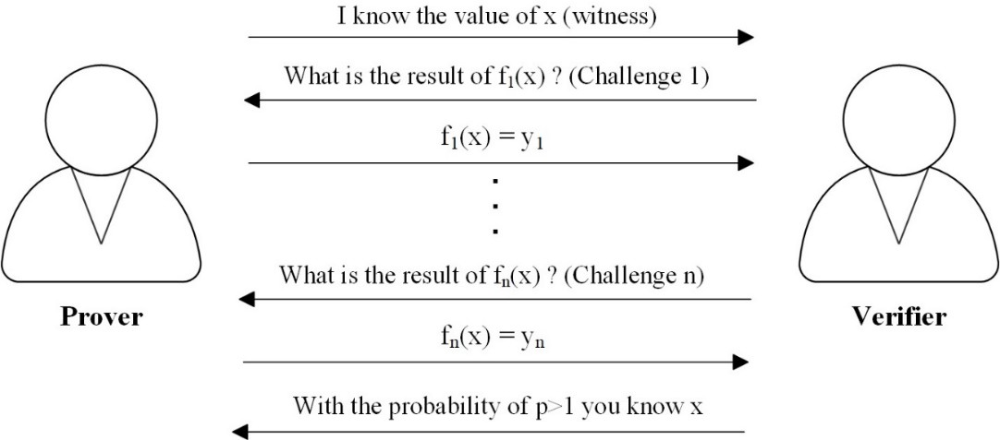 I know the value of x (witness)
What is the result of f₁(x) ? (Challenge 1)
f₁(x) = y₁
What is the result of fₙ(x) ? (Challenge n)
Prover
Verifier
fₙ(x) = yₙ
With the probability of p>1 you know x